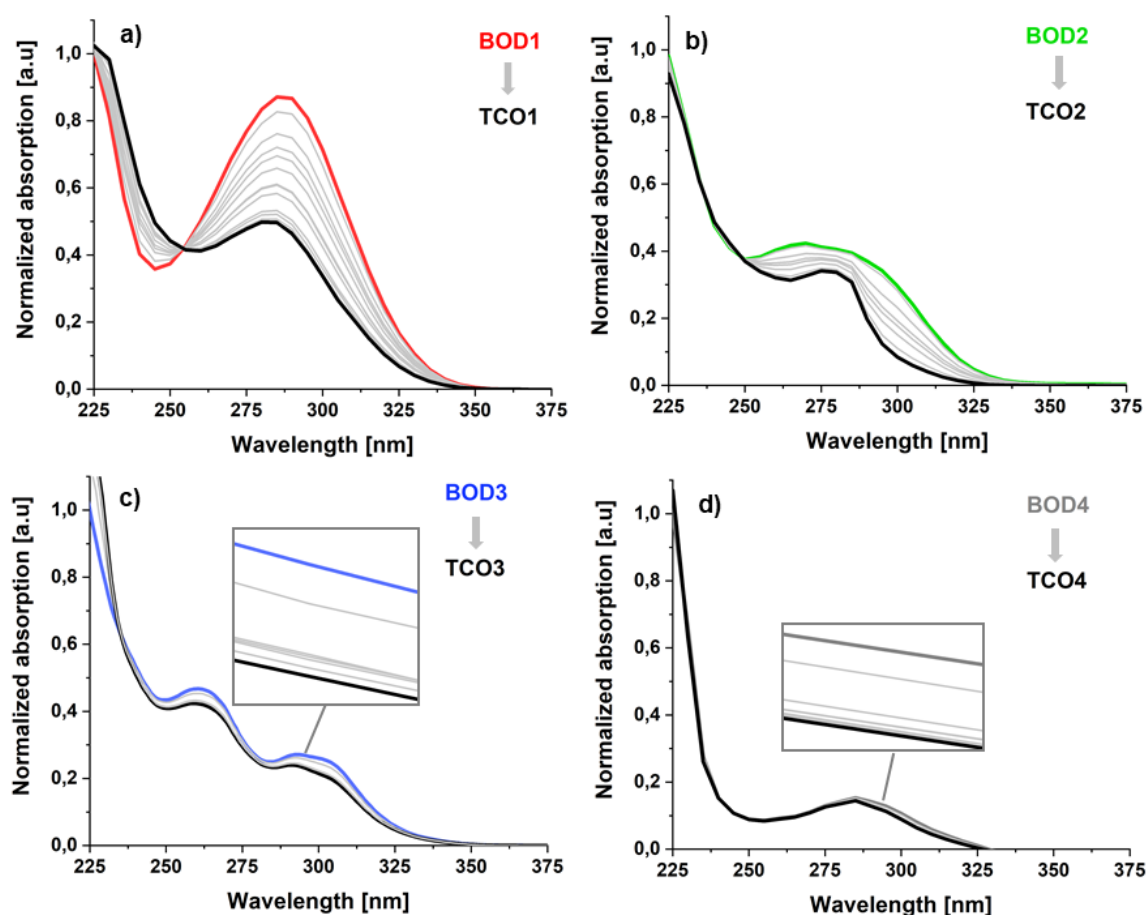 a)
BOD1
TCO1
1,0
0,8
0,6
0,4
0,2
0,0
225 250 275 300 325 350 375
Normalized absorption [a.u]
Wavelength [nm]
b)
BOD2
TCO2
1,0
0,8
0,6
0,4
0,2
0,0
225 250 275 300 325 350 375
Normalized absorption [a.u]
Wavelength [nm]
c)
BOD3
TCO3
1,0
0,8
0,6
0,4
0,2
0,0
225 250 275 300 325 350 375
Normalized absorption [a.u]
Wavelength [nm]
d)
BOD4
TCO4
1,0
0,8
0,6
0,4
0,2
0,0
225 250 275 300 325 350 375
Normalized absorption [a.u]
Wavelength [nm]